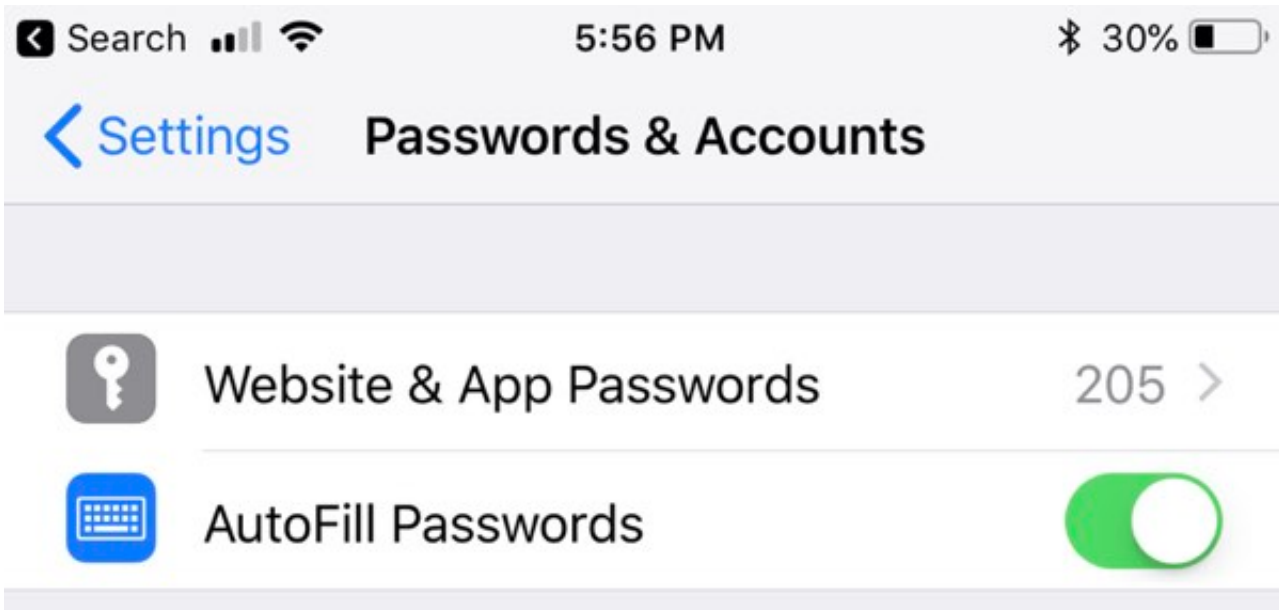 Search 5:56 PM 30%
Settings Passwords & Accounts
Website & App Passwords 205
AutoFill Passwords